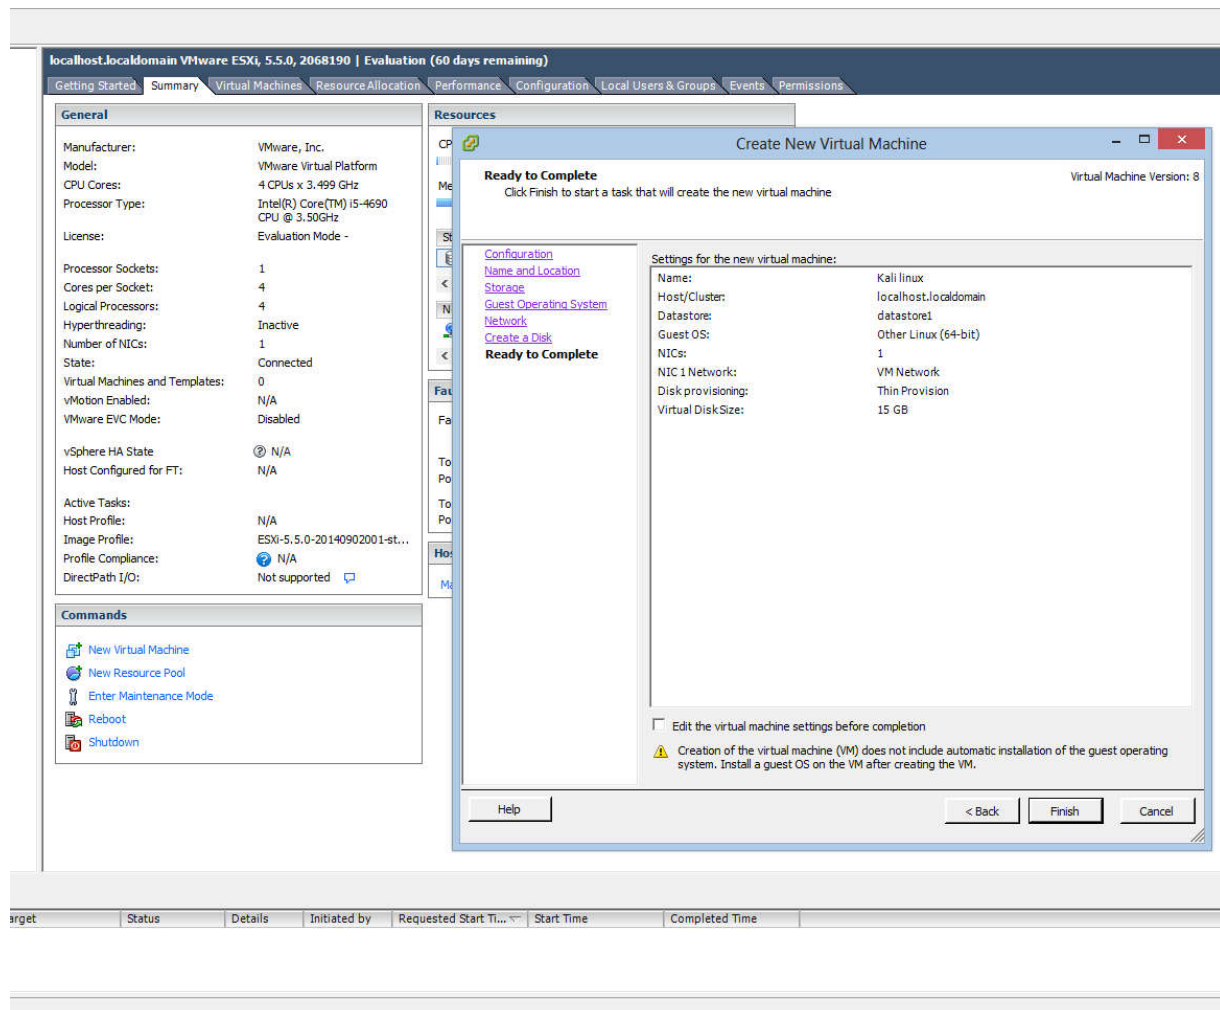 localhost.localdomain VMware ESXi, 5.5.0, 2068190 | Evaluation (60 days remaining)
Getting Started Summary Virtual Machines Resource Allocation Performance Configuration Local Users & Groups Events Permissions
General
Manufacturer: VMware, Inc.
Model: VMware Virtual Platform
CPU Cores: 4 CPUs x 3.499 GHz
Processor Type: Intel(R) Core(TM) i5-4690
CPU @ 3.50GHz
License: Evaluation Mode -
Processor Sockets: 1
Cores per Socket: 4
Logical Processors: 4
Hyperthreading: Inactive
Number of NICs: 1
State: Connected
Virtual Machines and Templates: 0
vMotion Enabled: N/A
VMware EVC Mode: Disabled
vSphere HA State N/A
Host Configured for FT: N/A
Active Tasks:
Host Profile: N/A
Image Profile: ESXi-5.5.0-20140902001-st...
Profile Compliance: N/A
DirectPath I/O: Not supported
Commands
New Virtual Machine
New Resource Pool
Enter Maintenance Mode
Reboot
Shutdown
Resources
CP
Me
St
N
Fau
Fa
To
Po
To
Po
Hos
Ma
Create New Virtual Machine
Ready to Complete
Click Finish to start a task that will create the new virtual machine
Virtual Machine Version: 8
Configuration
Name and Location
Storage
Guest Operating System
Network
Create a Disk
Ready to Complete
Settings for the new virtual machine:
Name: Kali linux
Host/Cluster: localhost.localdomain
Datastore: datastore1
Guest OS: Other Linux (64-bit)
NICs: 1
NIC 1 Network: VM Network
Disk provisioning: Thin Provision
Virtual Disk Size: 15 GB
Edit the virtual machine settings before completion
Creation of the virtual machine (VM) does not include automatic installation of the guest operating
system. Install a guest OS on the VM after creating the VM.
Help < Back Finish Cancel
arget Status Details Initiated by Requested Start Ti... Start Time Completed Time